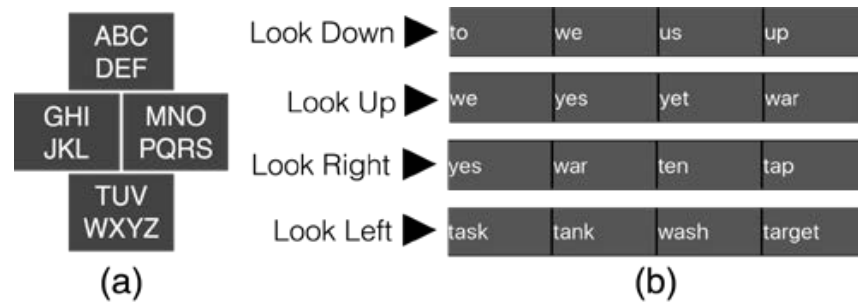 ABC
DEF
GHI
JKL
MNO
PQRS
TUV
WXYZ
(a)
Look Down to we us up
Look Up we yes yet war
Look Right yes war ten tap
Look Left task tank wash target
(b)